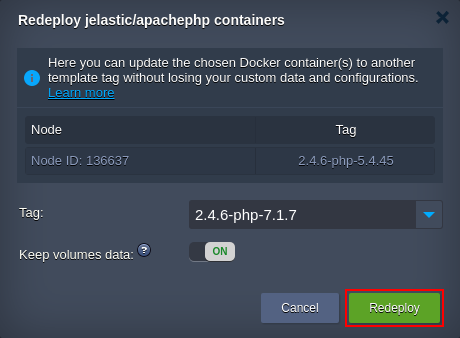 Redeploy jelastic/apachephp containers
Here you can update the chosen Docker container(s) to another
template tag without losing your custom data and configurations.
Learn more
Node Tag
Node ID: 136637 2.4.6-php-5.4.45
Tag: 2.4.6-php-7.1.7
Keep volumes data: ? ON
Cancel Redeploy